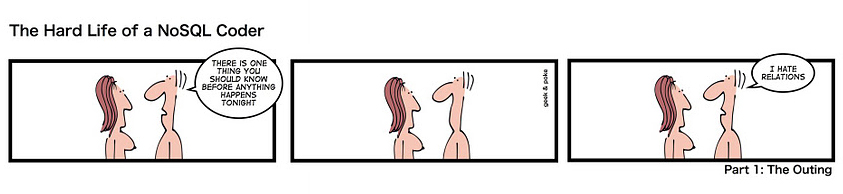 The Hard Life of a NoSQL Coder
THERE IS ONE
THING YOU
SHOULD KNOW
BEFORE ANYTHING
HAPPENS
TONIGHT
geek & poke
I HATE
RELATIONS
Part 1: The Outing